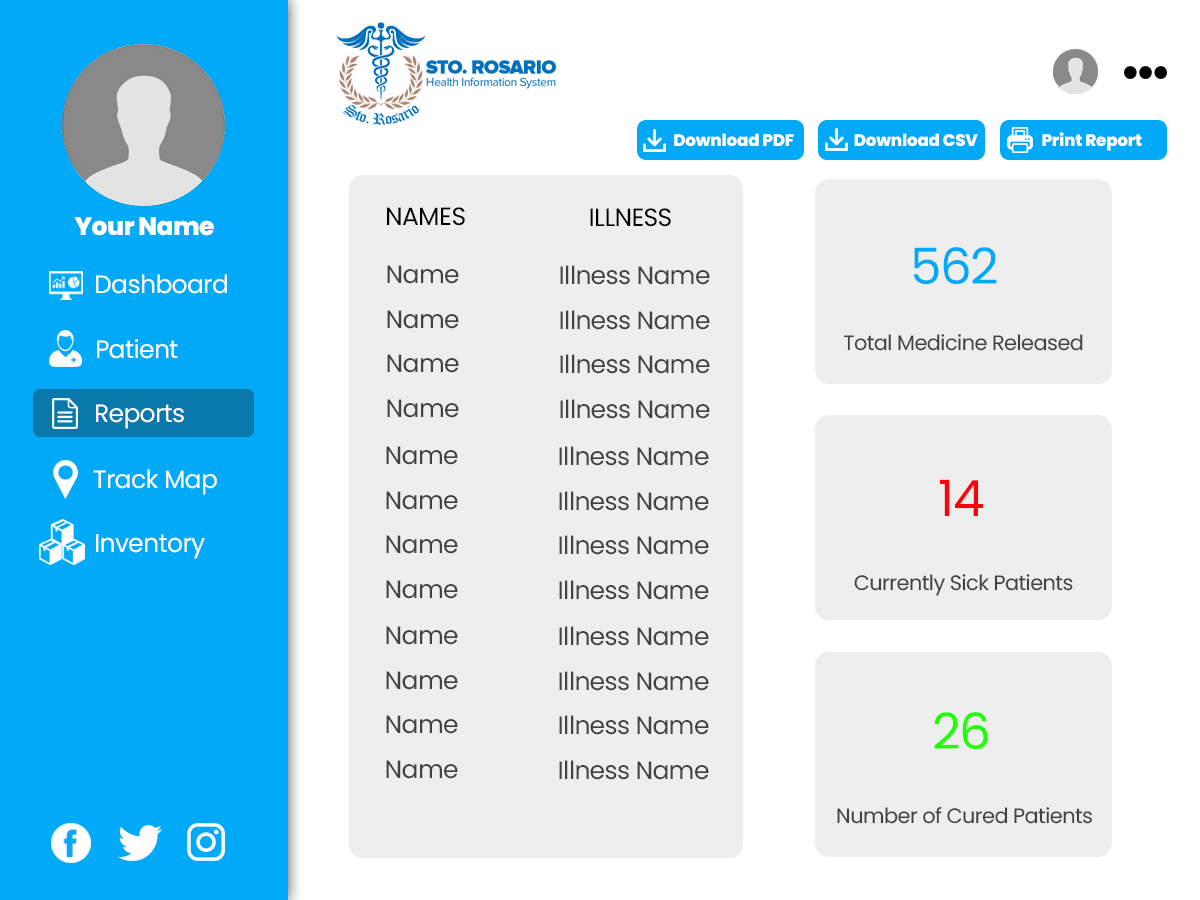 Your Name
Dashboard
Patient
Reports
Track Map
Inventory
STO. ROSARIO
Health Information System
Sto. Rosario
Download PDF
Download CSV
Print Report
NAMES ILLNESS
Name Illness Name
Name Illness Name
Name Illness Name
Name Illness Name
Name Illness Name
Name Illness Name
Name Illness Name
Name Illness Name
Name Illness Name
Name Illness Name
Name Illness Name
Name Illness Name
562
Total Medicine Released
14
Currently Sick Patients
26
Number of Cured Patients